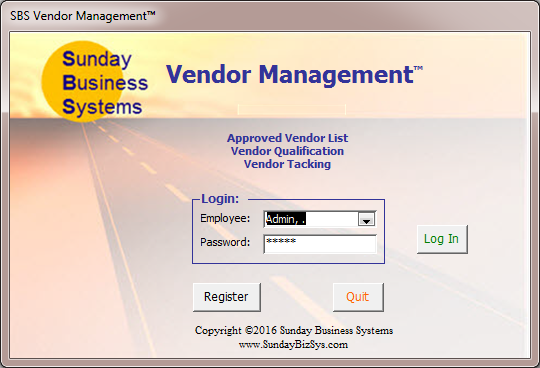 SBS Vendor Management™
Sunday
Business
Systems
Vendor Management™
Approved Vendor List
Vendor Qualification
Vendor Tacking
Login:
Employee: Admin, .
Password: *****
Log In
Register
Quit
Copyright ©2016 Sunday Business Systems
www.SundayBizSys.com